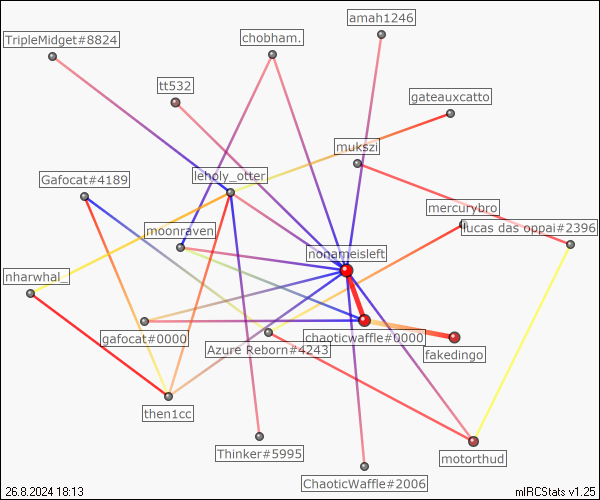 amah1246
TripleMidget#8824
chobham.
tt532
gateauxcatto
mukszi
leholy_otter
Gafocat#4189
mercurybro
lucas das oppai#2396
moonraven
nonameisleft
nharwhal_
gafocat#0000
chaoticwaffle#0000
Azure Reborn#4243
fakedingo
then1cc
Thinker#5995
motorthud
ChaoticWaffle#2006
26.8.2024 18:13
mIRCStats v1.25